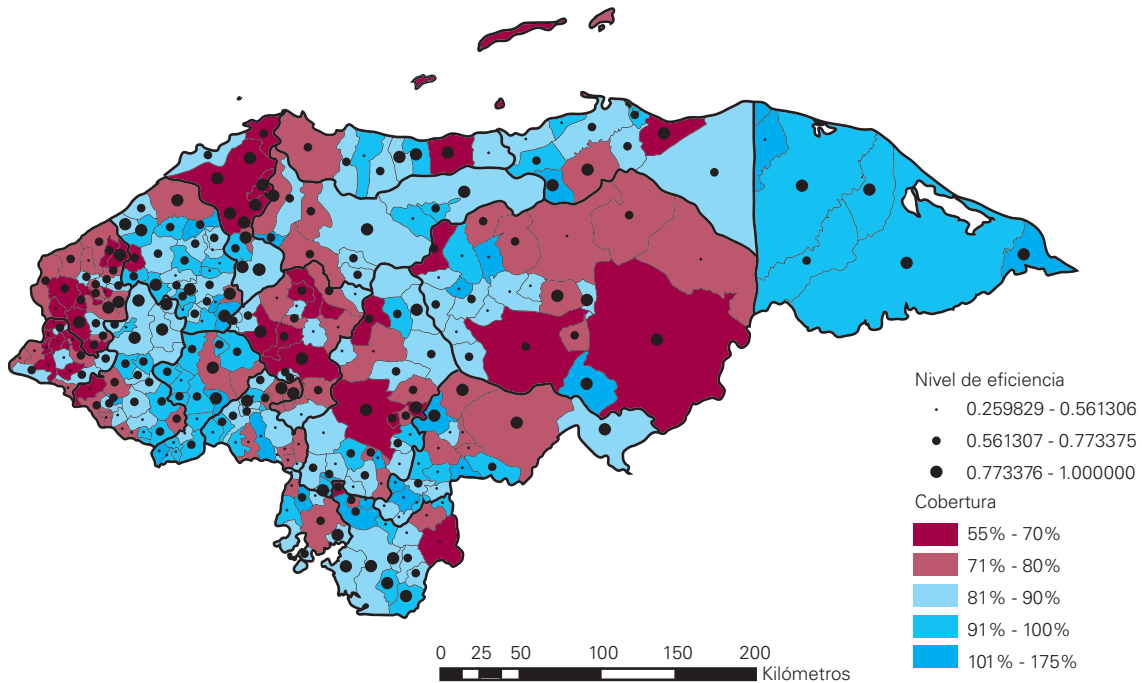 Nivel de eficiencia
0.259829 - 0.561306
0.561307 - 0.773375
0.773376 - 1.000000
Cobertura
55% - 70%
71% - 80%
81% - 90%
91% - 100%
101% - 175%
0 25 50 100 150 200
Kilómetros